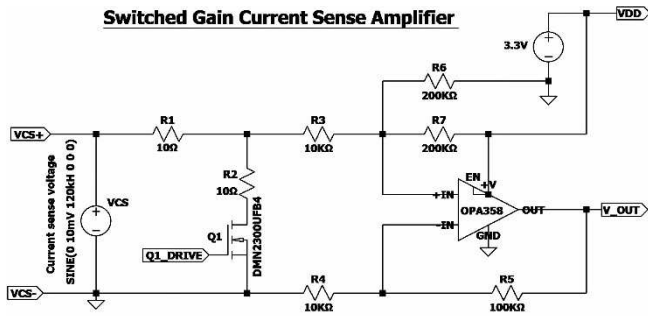 Switched Gain Current Sense Amplifier
VDD
3.3V
R6
200KΩ
VCS+
R1
10Ω
R3
10KΩ
R7
200KΩ
R2
10Ω
Current sense voltage
SINE(0 10mV 120kH 0 0 0)
VCS
Q1
DMN2300UFB4
Q1_DRIVE
EN
+V
+IN
-IN
OPA358
OUT
GND
V_OUT
VCS-
R4
10KΩ
R5
100KΩ